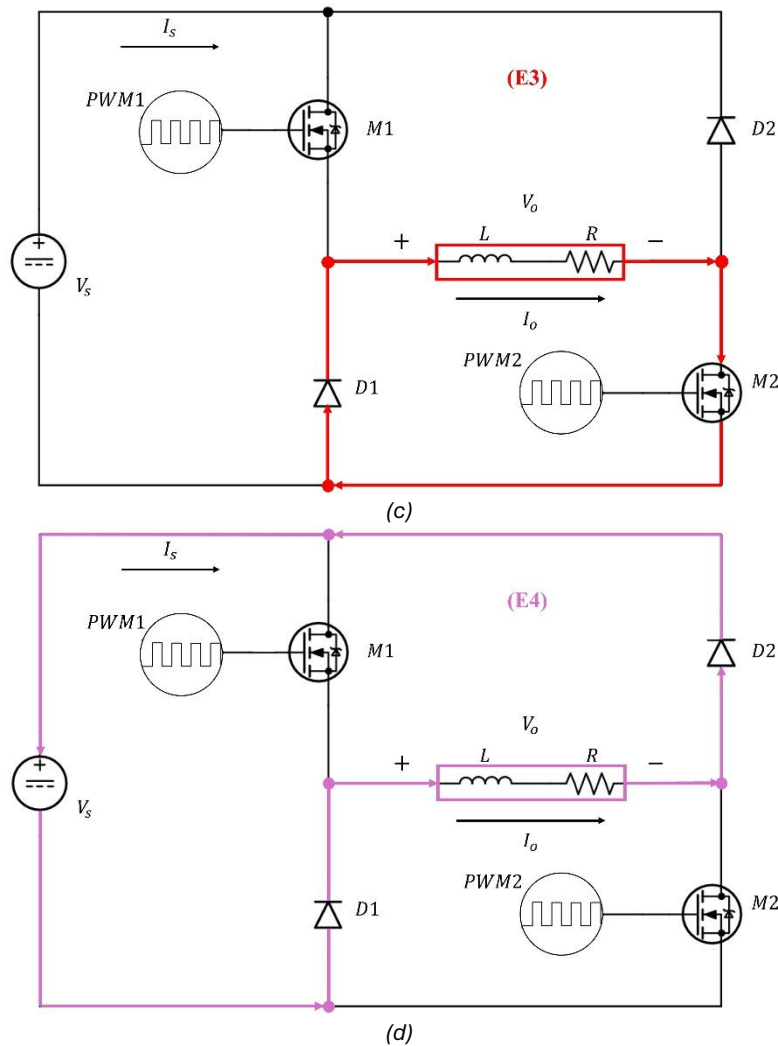 I_s
(E3)
PWM1
M1
D2
V_o
+ L R −
+
V_s
I_o
PWM2
M2
D1
(c)
I_s
(E4)
PWM1
M1
D2
V_o
+ L R −
+
V_s
I_o
PWM2
M2
D1
(d)